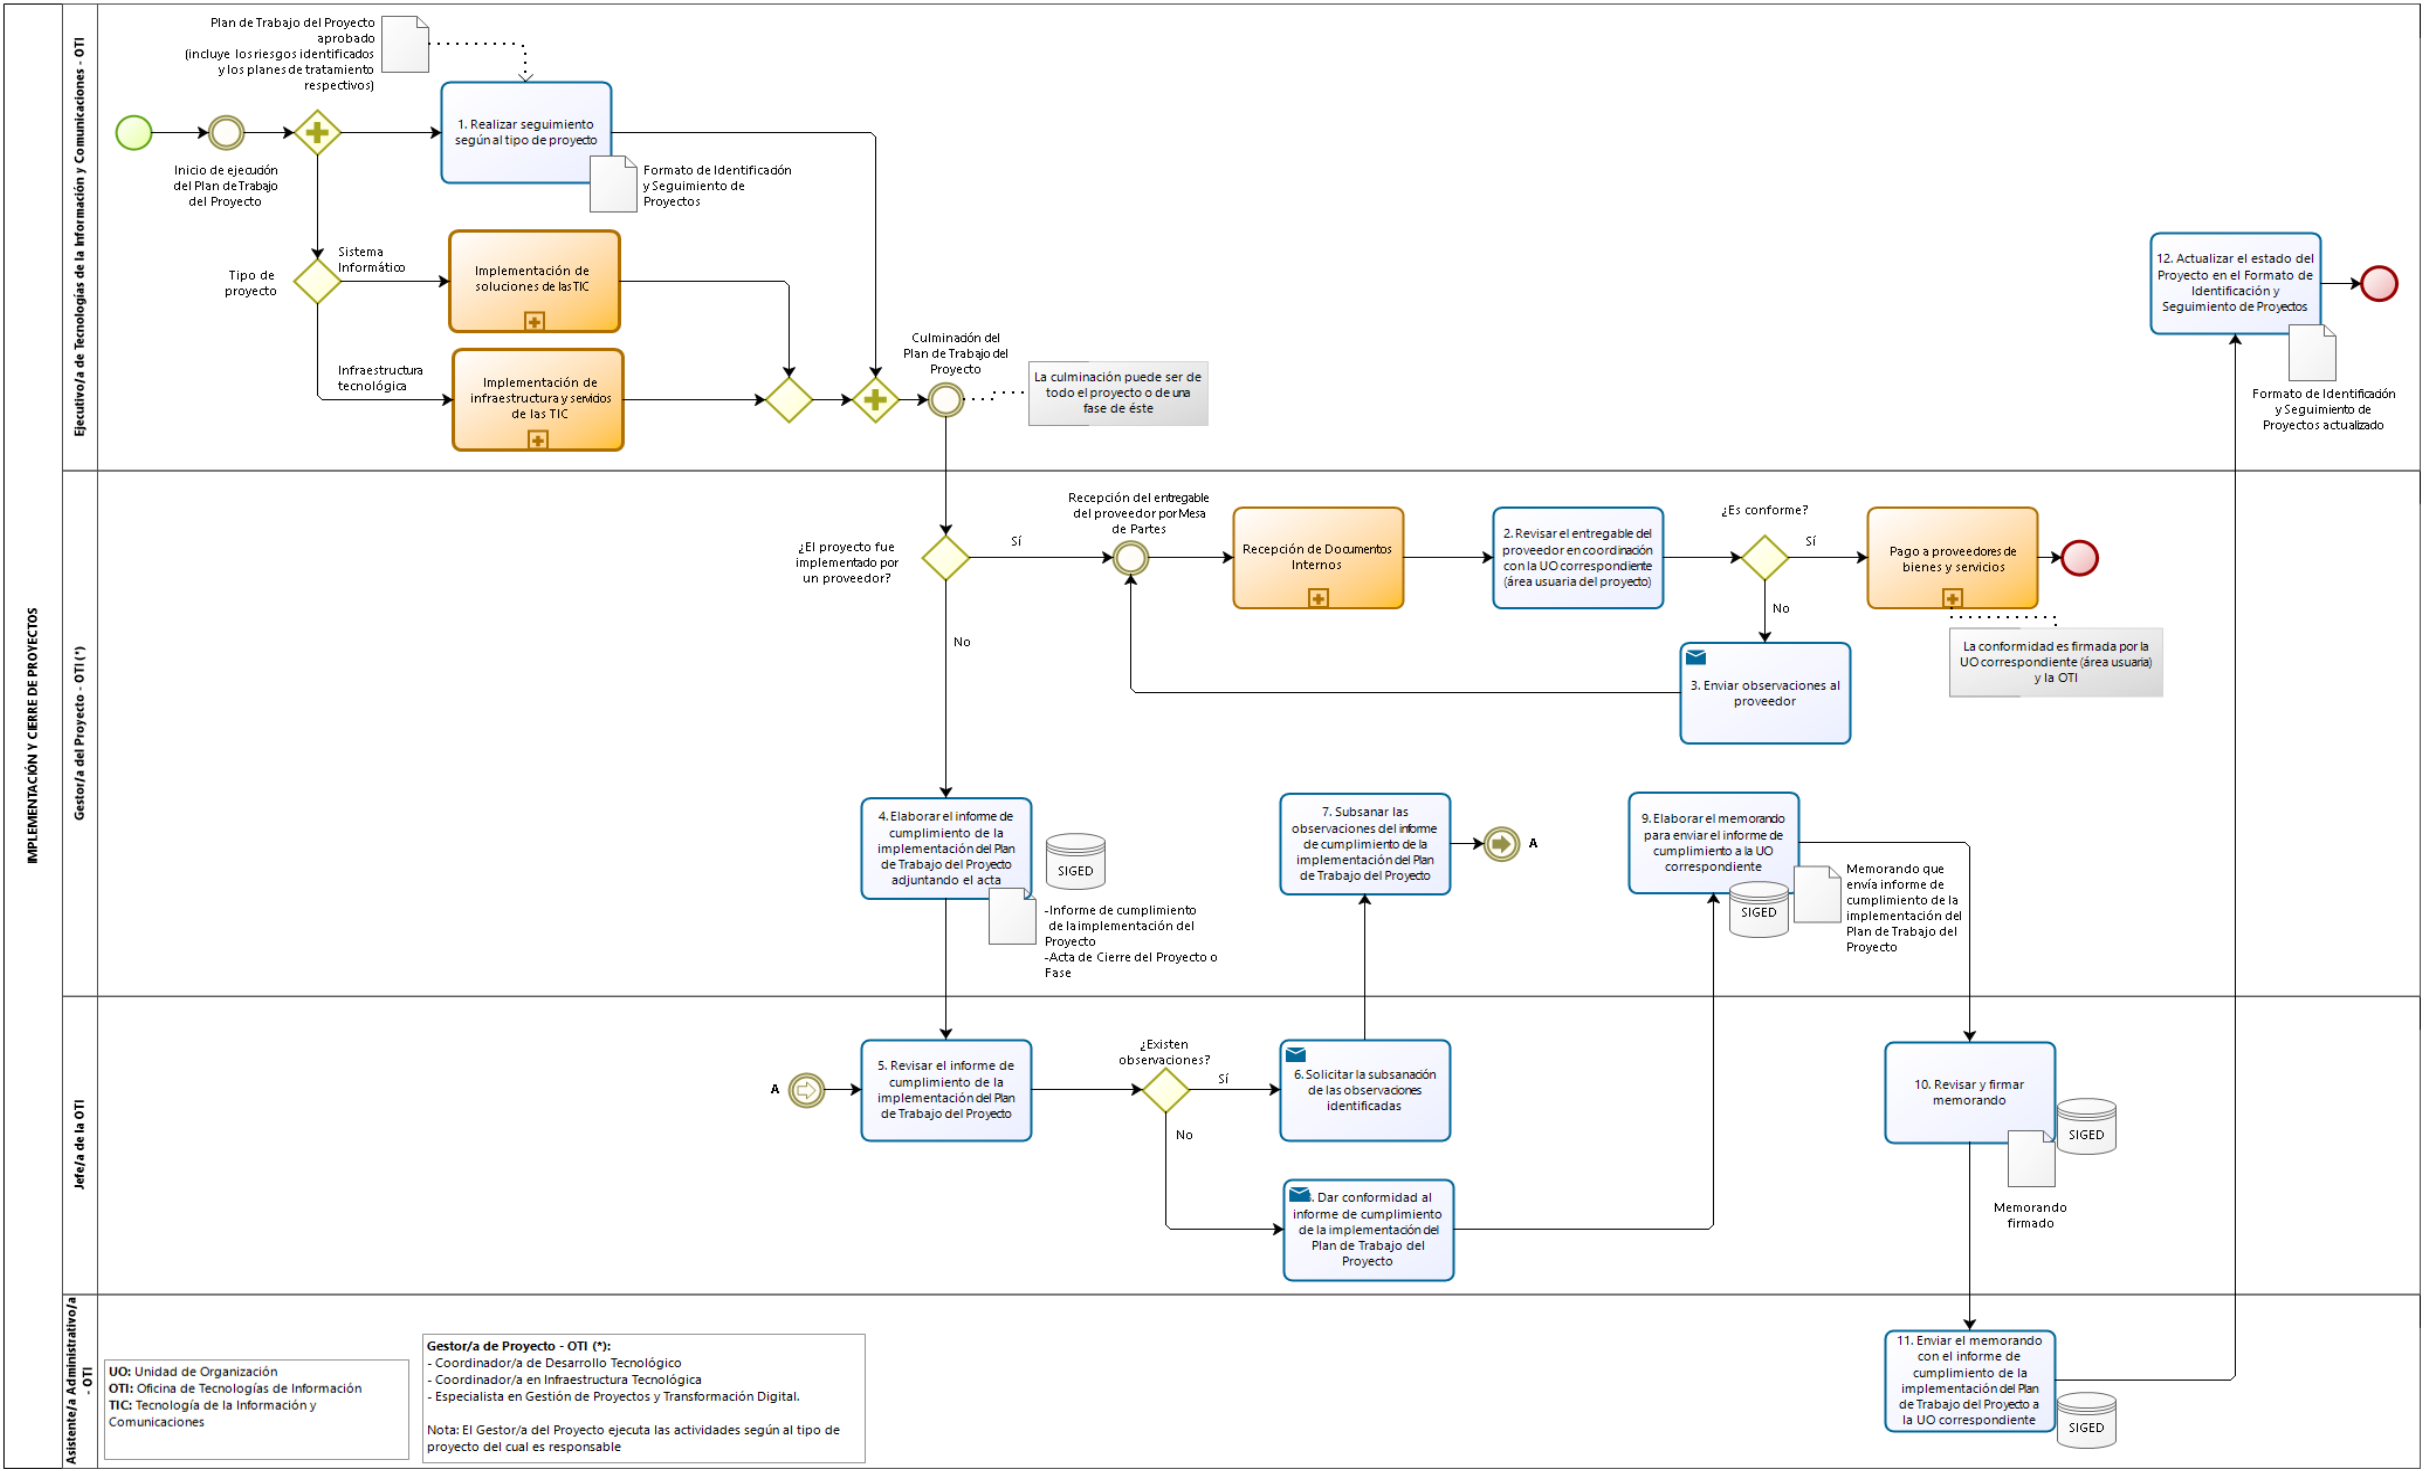 IMPLEMENTACIÓN Y CIERRE DE PROYECTOS
Ejecutivo/a de Tecnologías de la Información y Comunicaciones - OTI
Plan de Trabajo del Proyecto
aprobado
(incluye los riesgos identificados
y los planes de tratamiento
respectivos)
1. Realizar seguimiento
según al tipo de proyecto
Inicio de ejecución
del Plan de Trabajo
del Proyecto
Formato de Identificación
y Seguimiento de
Proyectos
Tipo de
proyecto
Sistema
Informático
Implementación de
soluciones de las TIC
Infraestructura
tecnológica
Implementación de
infraestructura y servicios
de las TIC
Culminación del
Plan de Trabajo del
Proyecto
La culminación puede ser de
todo el proyecto o de una
fase de éste
12. Actualizar el estado del
Proyecto en el Formato de
Identificación y
Seguimiento de Proyectos
Formato de Identificación
y Seguimiento de
Proyectos actualizado
Gestor/a del Proyecto - OTI (*)
¿El proyecto fue
implementado por
un proveedor?
Sí
No
Recepción del entregable
del proveedor por Mesa
de Partes
Recepción de Documentos
Internos
2. Revisar el entregable del
proveedor en coordinación
con la UO correspondiente
(área usuaria del proyecto)
¿Es conforme?
Sí
No
Pago a proveedores de
bienes y servicios
La conformidad es firmada por la
UO correspondiente (área usuaria)
y la OTI
3. Enviar observaciones al
proveedor
4. Elaborar el informe de
cumplimiento de la
implementación del Plan
de Trabajo del Proyecto
adjuntando el acta
SIGED
-Informe de cumplimiento
de la implementación del
Proyecto
-Acta de Cierre del Proyecto o
Fase
7. Subsanar las
observaciones del informe
de cumplimiento de la
implementación del Plan
de Trabajo del Proyecto
A
9. Elaborar el memorando
para enviar el informe de
cumplimiento a la UO
correspondiente
SIGED
Memorando que
envía informe de
cumplimiento de la
implementación del
Plan de Trabajo del
Proyecto
Jefe/a de la OTI
A
5. Revisar el informe de
cumplimiento de la
implementación del Plan
de Trabajo del Proyecto
¿Existen
observaciones?
Sí
No
6. Solicitar la subsanación
de las observaciones
identificadas
. Dar conformidad al
informe de cumplimiento
de la implementación del
Plan de Trabajo del
Proyecto
10. Revisar y firmar
memorando
SIGED
Memorando
firmado
Asistente/a Administrativo/a
- OTI
UO: Unidad de Organización
OTI: Oficina de Tecnologías de Información
TIC: Tecnología de la Información y
Comunicaciones
Gestor/a de Proyecto - OTI (*):
- Coordinador/a de Desarrollo Tecnológico
- Coordinador/a en Infraestructura Tecnológica
- Especialista en Gestión de Proyectos y Transformación Digital.
Nota: El Gestor/a del Proyecto ejecuta las actividades según al tipo de
proyecto del cual es responsable
11. Enviar el memorando
con el informe de
cumplimiento de la
implementación del Plan
de Trabajo del Proyecto a
la UO correspondiente
SIGED